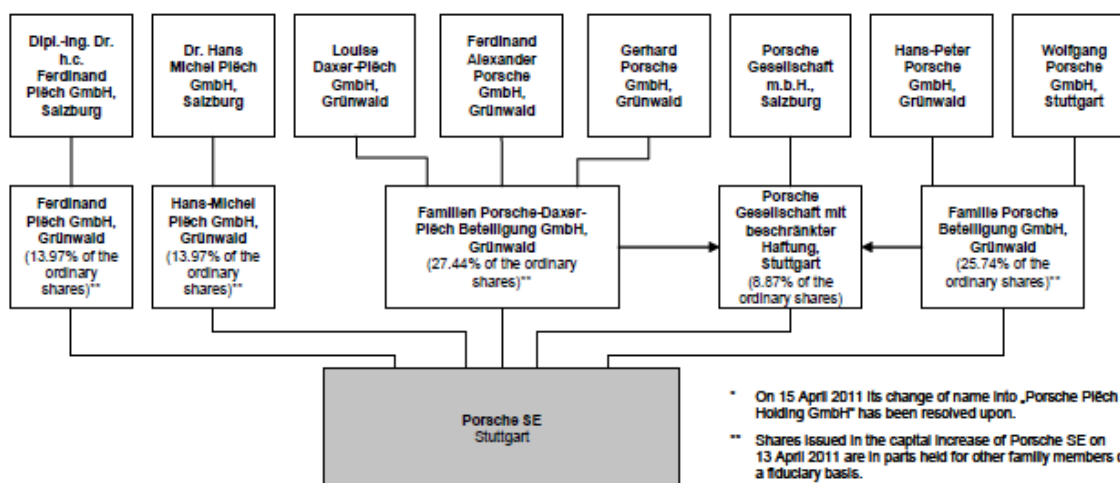 Dipl.-Ing. Dr.
h.c.
Ferdinand
Piëch GmbH,
Salzburg
Dr. Hans
Michel Piëch
GmbH,
Salzburg
Louise
Daxer-Piëch
GmbH,
Grünwald
Ferdinand
Alexander
Porsche
GmbH,
Grünwald
Gerhard
Porsche
GmbH,
Grünwald
Porsche
Gesellschaft
m.b.H.,
Salzburg
Hans-Peter
Porsche
GmbH,
Grünwald
Wolfgang
Porsche
GmbH,
Stuttgart
Ferdinand
Piëch GmbH,
Grünwald
(13.97% of the
ordinary
shares)**
Hans-Michel
Piëch GmbH,
Grünwald
(13.97% of the
ordinary
shares)**
Familien Porsche-Daxer-
Piëch Beteiligung GmbH,
Grünwald
(27.44% of the ordinary
shares)**
Porsche
Gesellschaft mit
beschränkter
Haftung,
Stuttgart
(8.87% of the
ordinary shares)
Familie Porsche
Beteiligung GmbH,
Grünwald
(25.74% of the
ordinary shares)**
Porsche SE
Stuttgart
* On 15 April 2011 its change of name into „Porsche Piëch
Holding GmbH" has been resolved upon.
** Shares issued in the capital increase of Porsche SE on
13 April 2011 are in parts held for other family members
a fiduciary basis.